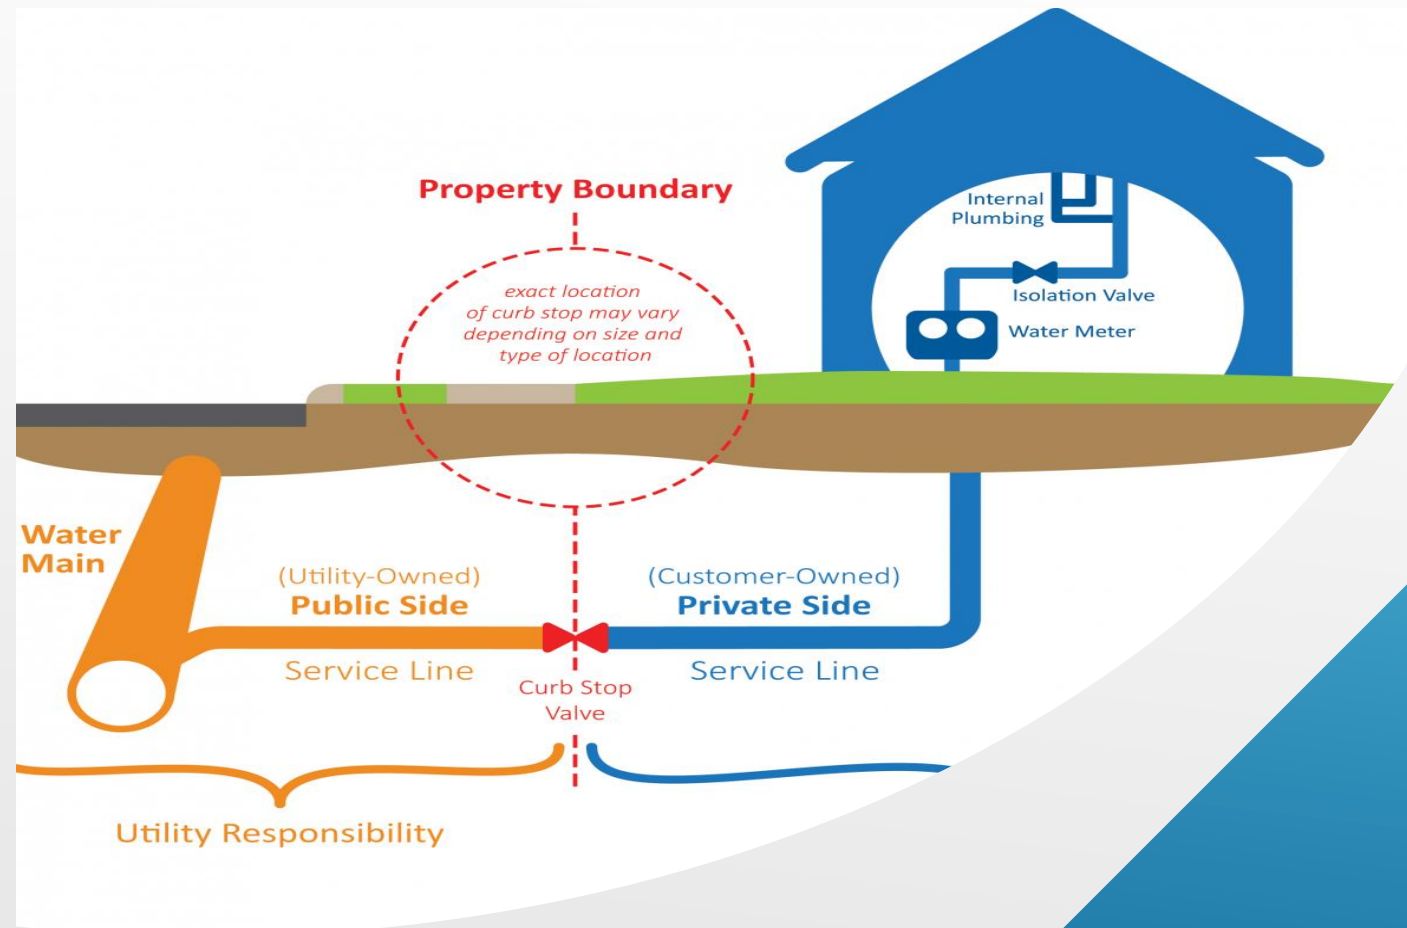 Property Boundary
exact location
of curb stop may vary
depending on size and
type of location
Internal
Plumbing
Isolation Valve
Water Meter
Water
Main
(Utility-Owned)
Public Side
Service Line
(Customer-Owned)
Private Side
Service Line
Curb Stop
Valve
Utility Responsibility